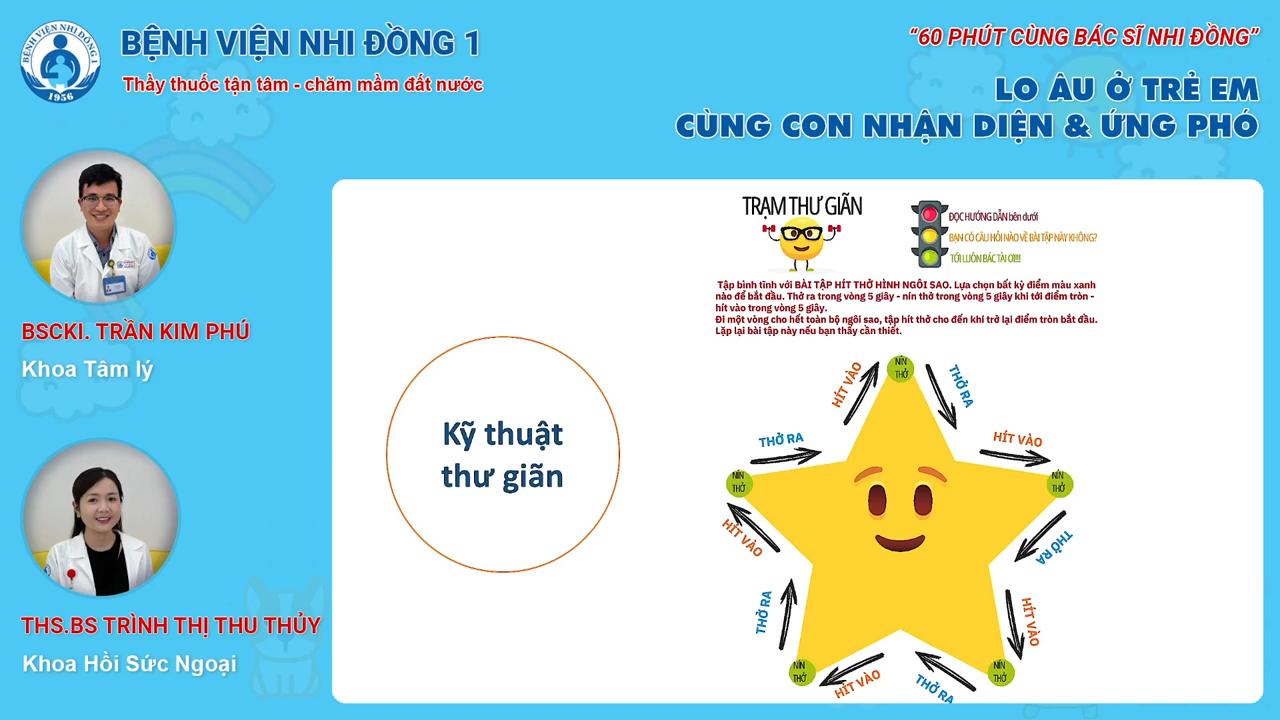 BỆNH VIỆN NHI ĐỒNG 1
1956
BỆNH VIỆN NHI ĐỒNG 1
Thầy thuốc tận tâm - chăm mầm đất nước
“60 PHÚT CÙNG BÁC SĨ NHI ĐỒNG”
LO ÂU Ở TRẺ EM
CÙNG CON NHẬN DIỆN & ỨNG PHÓ
BSCKI. TRẦN KIM PHÚ
Khoa Tâm lý
THS.BS TRÌNH THỊ THU THỦY
Khoa Hồi Sức Ngoại
Kỹ thuật
thư giãn
TRẠM THƯ GIÃN
ĐỌC HƯỚNG DẪN bên dưới
BẠN CÓ CÂU HỎI NÀO VỀ BÀI TẬP NÀY KHÔNG?
TỚI LUÔN BÁC TÀI ƠI!!!!
Tập bình tĩnh với BÀI TẬP HÍT THỞ HÌNH NGÔI SAO. Lựa chọn bất kỳ điểm màu xanh
nào để bắt đầu. Thở ra trong vòng 5 giây - nín thở trong vòng 5 giây khi tới điểm tròn -
hít vào trong vòng 5 giây.
Đi một vòng cho hết toàn bộ ngôi sao, tập hít thở cho đến khi trở lại điểm tròn bắt đầu.
Lặp lại bài tập này nếu bạn thấy cần thiết.
NÍN
THỞ
HÍT VÀO
THỞ RA
THỞ RA
HÍT VÀO
NÍN
THỞ
NÍN
THỞ
HÍT VÀO
THỞ RA
THỞ RA
HÍT VÀO
NÍN
THỞ
NÍN
THỞ
HÍT VÀO
THỞ RA